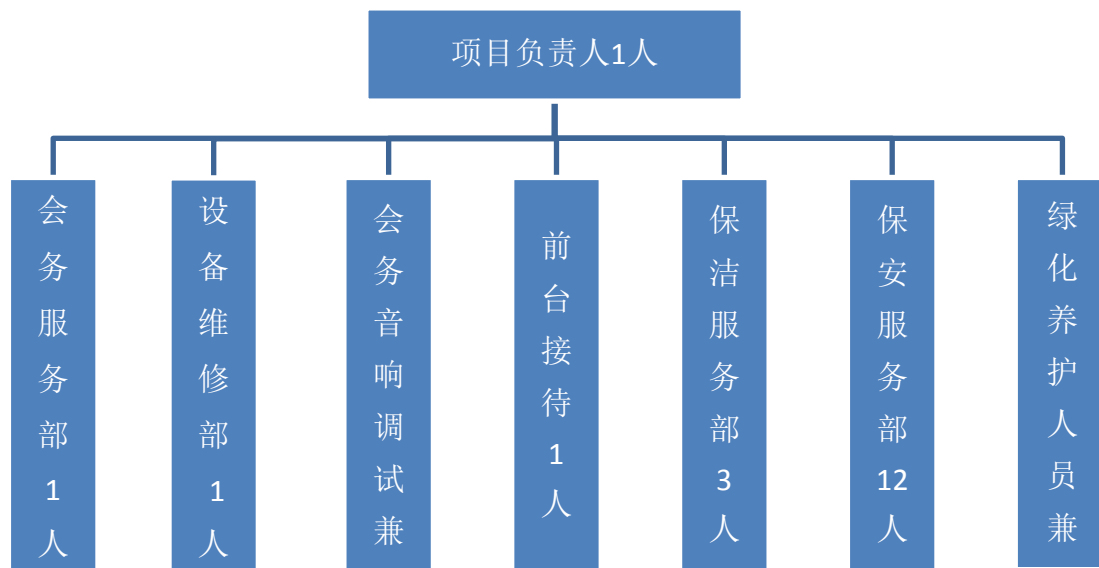 项目负责人1人
会务服务部1人
设备维修部1人
会务音响调试兼
前台接待1人
保洁服务部3人
保安服务部12人
绿化养护人员兼